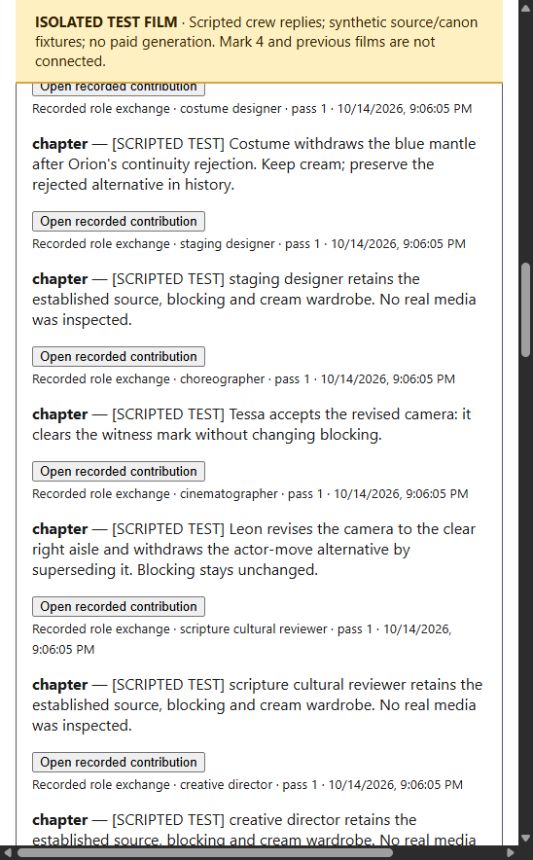 ISOLATED TEST FILM · Scripted crew replies; synthetic source/canon
fixtures; no paid generation. Mark 4 and previous films are not
connected.
Open recorded contribution
Recorded role exchange · costume designer · pass 1 · 10/14/2026, 9:06:05 PM
chapter — [SCRIPTED TEST] Costume withdraws the blue mantle
after Orion's continuity rejection. Keep cream; preserve the
rejected alternative in history.
Open recorded contribution
Recorded role exchange · staging designer · pass 1 · 10/14/2026, 9:06:05 PM
chapter — [SCRIPTED TEST] staging designer retains the
established source, blocking and cream wardrobe. No real media
was inspected.
Open recorded contribution
Recorded role exchange · choreographer · pass 1 · 10/14/2026, 9:06:05 PM
chapter — [SCRIPTED TEST] Tessa accepts the revised camera: it
clears the witness mark without changing blocking.
Open recorded contribution
Recorded role exchange · cinematographer · pass 1 · 10/14/2026, 9:06:05 PM
chapter — [SCRIPTED TEST] Leon revises the camera to the clear
right aisle and withdraws the actor-move alternative by
superseding it. Blocking stays unchanged.
Open recorded contribution
Recorded role exchange · scripture cultural reviewer · pass 1 · 10/14/2026,
9:06:05 PM
chapter — [SCRIPTED TEST] scripture cultural reviewer retains the
established source, blocking and cream wardrobe. No real media
was inspected.
Open recorded contribution
Recorded role exchange · creative director · pass 1 · 10/14/2026, 9:06:05 PM
chapter — [SCRIPTED TEST] creative director retains the
established source, blocking and cream wardrobe. No real media